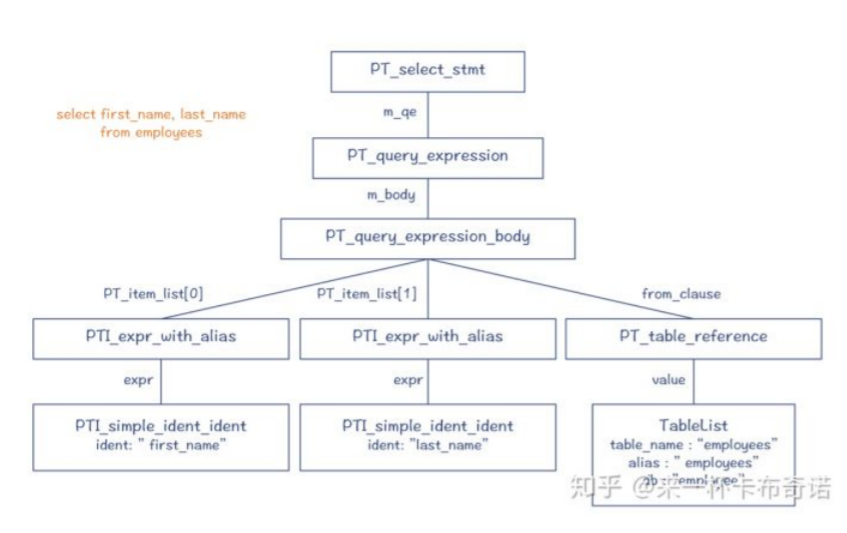 PT_select_stmt
select first_name, last_name
from employees
m_qe
PT_query_expression
m_body
PT_query_expression_body
PT_item_list[0]
PT_item_list[1]
from_clause
PTI_expr_with_alias
PTI_expr_with_alias
PT_table_reference
expr
expr
value
PTI_simple_ident_ident
ident: " first_name"
PTI_simple_ident_ident
ident: "last_name"
TableList
table_name : "employees"
alias : " employees"
db : "employee"
知乎 @来一杯卡布奇诺